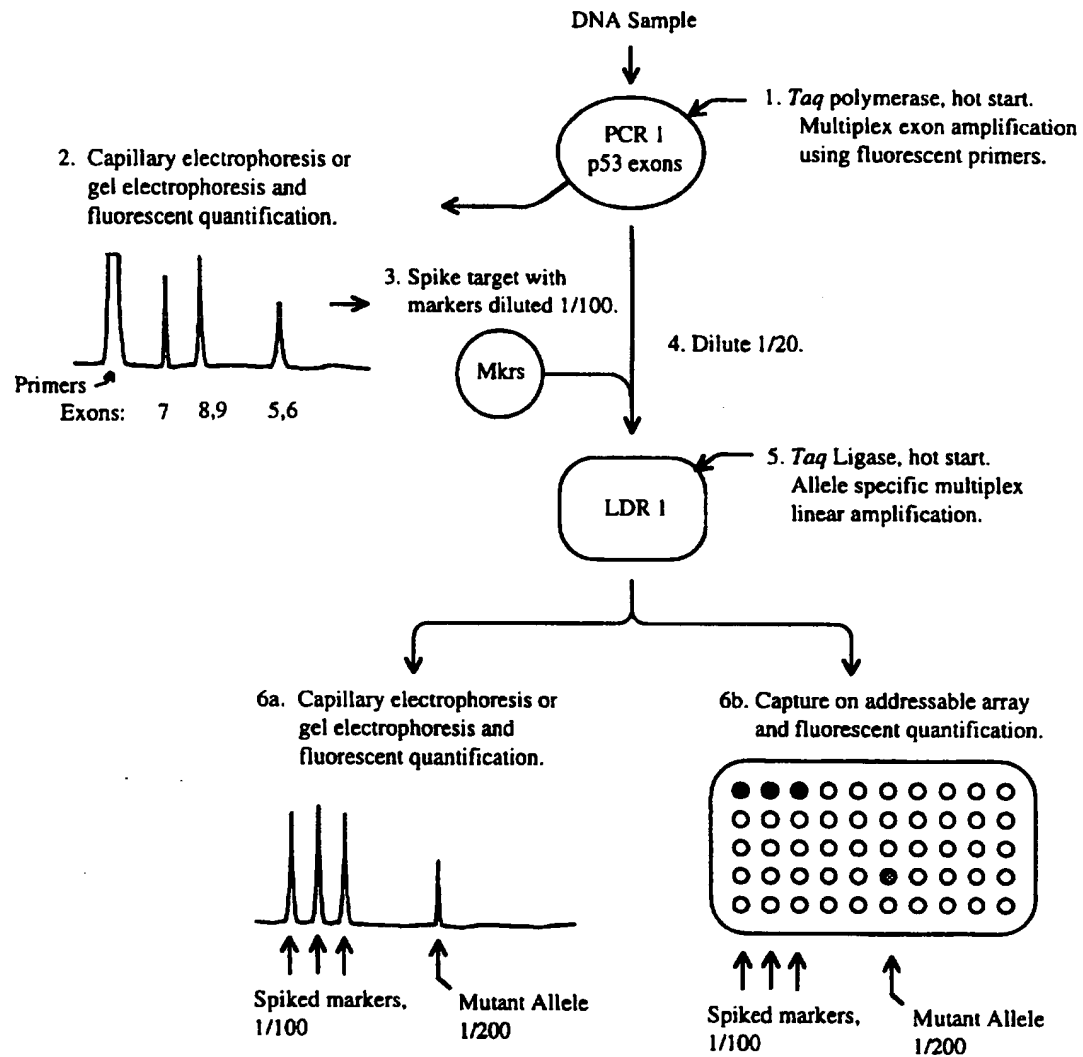 DNA Sample
1. Taq polymerase, hot start.
Multiplex exon amplification
using fluorescent primers.
PCR 1
p53 exons
2. Capillary electrophoresis or
gel electrophoresis and
fluorescent quantification.
3. Spike target with
markers diluted 1/100.
4. Dilute 1/20.
Mkrs
Primers
Exons: 7 8,9 5,6
5. Taq Ligase, hot start.
Allele specific multiplex
linear amplification.
LDR 1
6a. Capillary electrophoresis or
gel electrophoresis and
fluorescent quantification.
6b. Capture on addressable array
and fluorescent quantification.
Spiked markers,
1/100
Mutant Allele
1/200
Spiked markers,
1/100
Mutant Allele
1/200